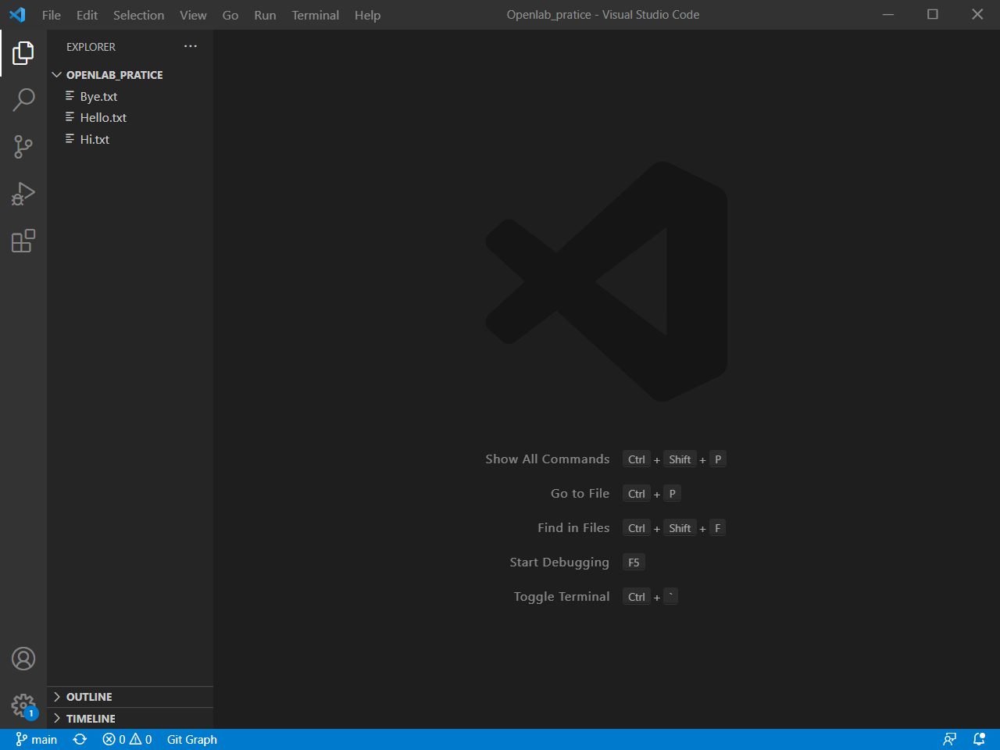 File Edit Selection View Go Run Terminal Help Openlab_pratice - Visual Studio Code
EXPLORER
OPENLAB_PRATICE
Bye.txt
Hello.txt
Hi.txt
Show All Commands Ctrl + Shift + P
Go to File Ctrl + P
Find in Files Ctrl + Shift + F
Start Debugging F5
Toggle Terminal Ctrl + `
OUTLINE
1
TIMELINE
main 0 0 Git Graph